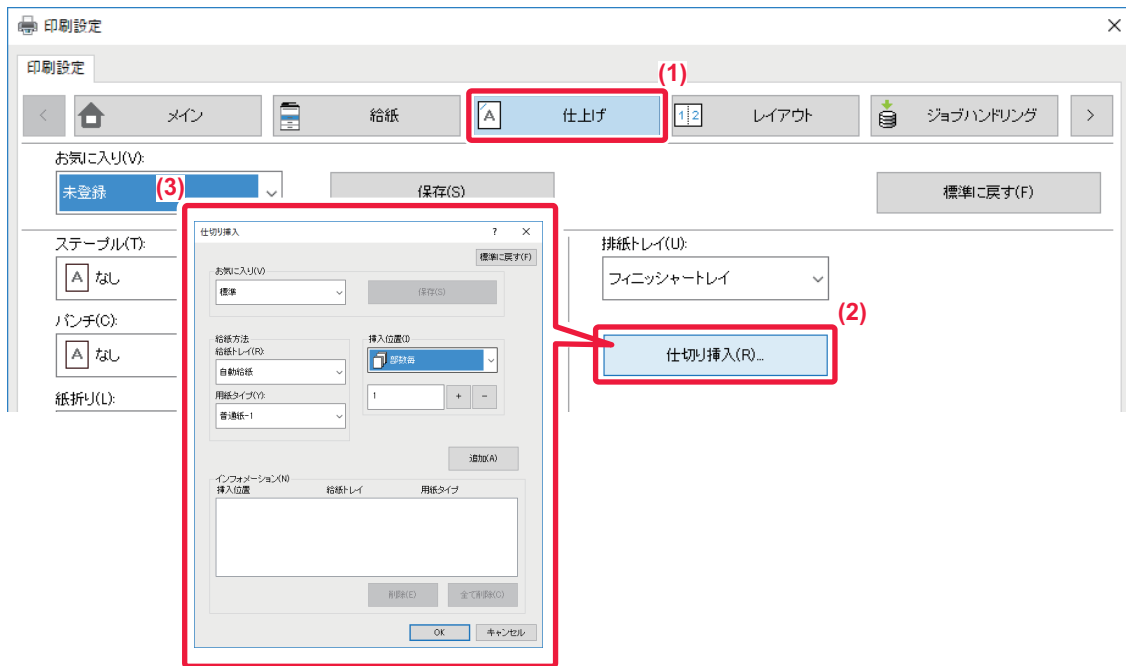 印刷設定
印刷設定
(1)
メイン
給紙
仕上げ
レイアウト
ジョブハンドリング
お気に入り(V):
未登録
(3)
保存(S)
標準に戻す(F)
ステープル(T):
なし
パンチ(C):
なし
紙折り(L):
排紙トレイ(U):
フィニッシャートレイ
(2)
仕切り挿入(R)...
仕切り挿入
標準に戻す(F)
お気に入り(V)
標準
保存(S)
給紙方法
給紙トレイ(R):
自動給紙
用紙タイプ(Y):
普通紙-1
挿入位置(I)
部数毎
1
+
-
追加(A)
インフォメーション(N)
挿入位置 給紙トレイ 用紙タイプ
削除(E)
全て削除(C)
OK
キャンセル